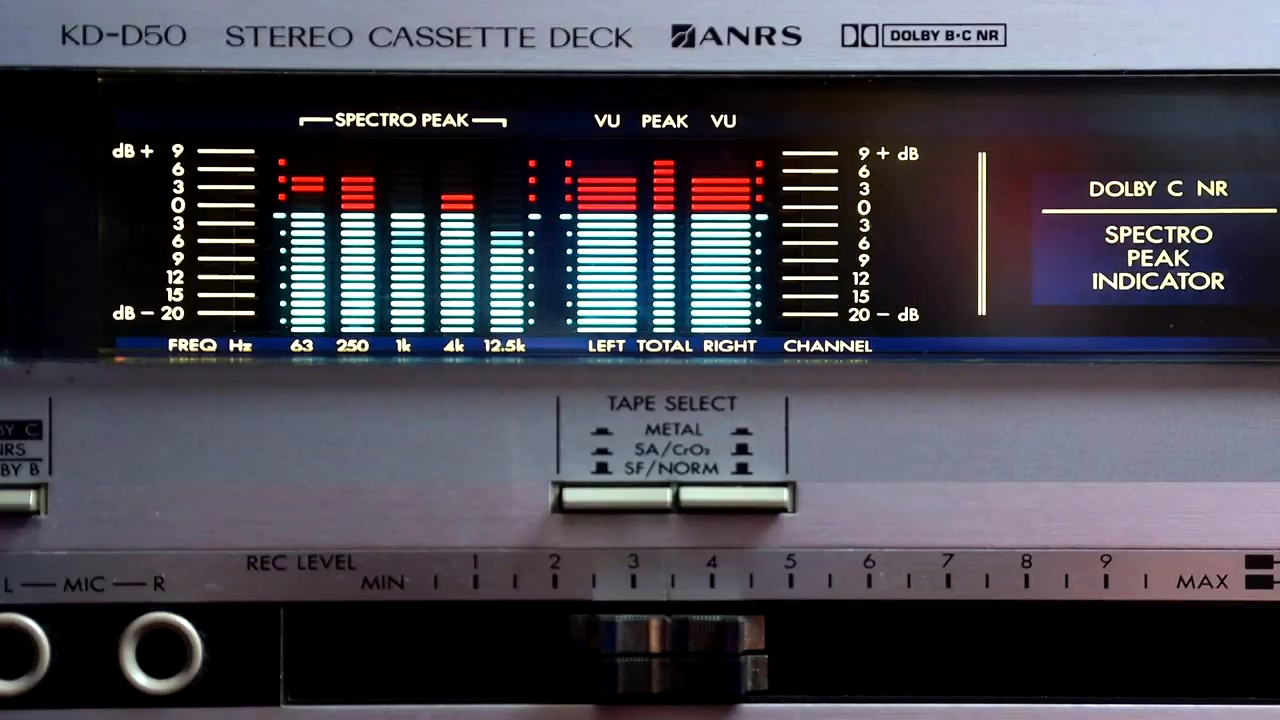 KD-D50 STEREO CASSETTE DECK ANRS DOLBY B·C NR
SPECTRO PEAK VU PEAK VU
dB + 9 9 + dB
6 6
3 3
0 0
3 3
6 6
9 9
12 12
15 15
dB - 20 20 - dB
FREQ Hz 63 250 1k 4k 12.5k LEFT TOTAL RIGHT CHANNEL
DOLBY C NR
SPECTRO
PEAK
INDICATOR
TAPE SELECT
METAL
SA/CrO₂
SF/NORM
BY C
NRS
BY B
REC LEVEL 1 2 3 4 5 6 7 8 9
MIN MAX
L MIC R